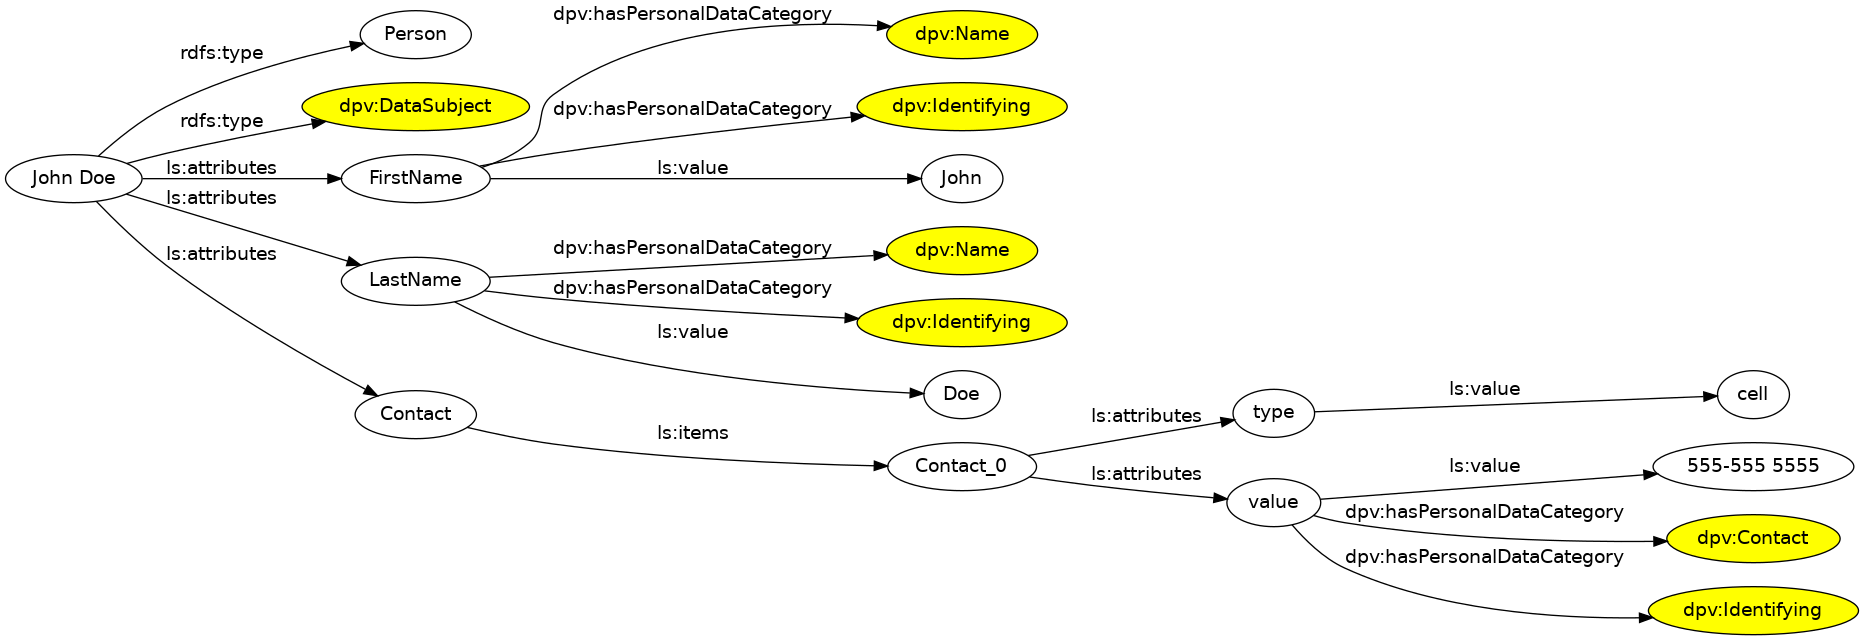 Person
dpv:hasPersonalDataCategory
dpv:Name
rdfs:type
dpv:DataSubject
dpv:hasPersonalDataCategory
dpv:Identifying
rdfs:type
John Doe
ls:attributes
FirstName
ls:value
John
ls:attributes
LastName
dpv:hasPersonalDataCategory
dpv:Name
dpv:hasPersonalDataCategory
dpv:Identifying
ls:value
Doe
ls:attributes
Contact
ls:items
Contact_0
ls:attributes
type
ls:value
cell
ls:attributes
value
ls:value
555-555 5555
dpv:hasPersonalDataCategory
dpv:Contact
dpv:hasPersonalDataCategory
dpv:Identifying